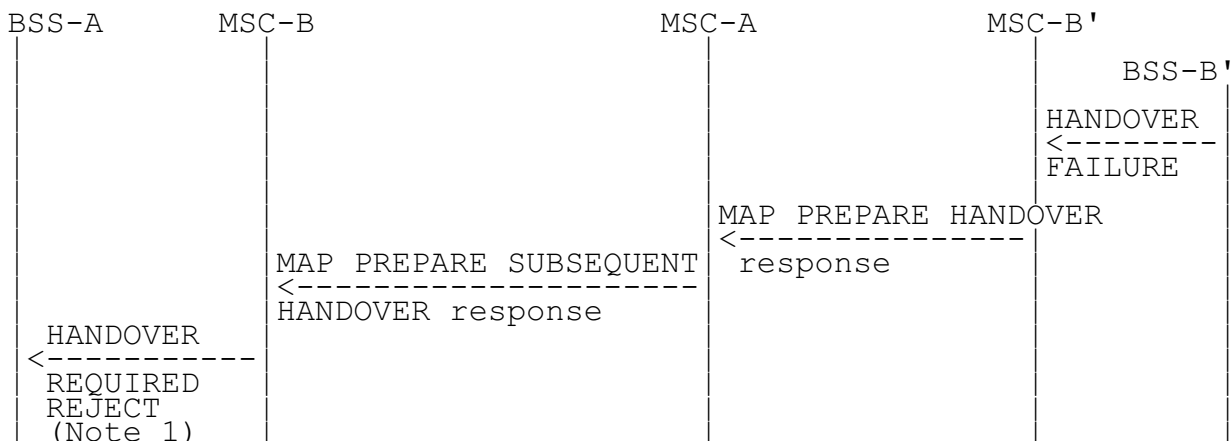 BSS-A MSC-B MSC-A MSC-B'
BSS-B'
HANDOVER
FAILURE
MAP PREPARE HANDOVER
response
MAP PREPARE SUBSEQUENT
HANDOVER response
HANDOVER
REQUIRED
REJECT
(Note 1)